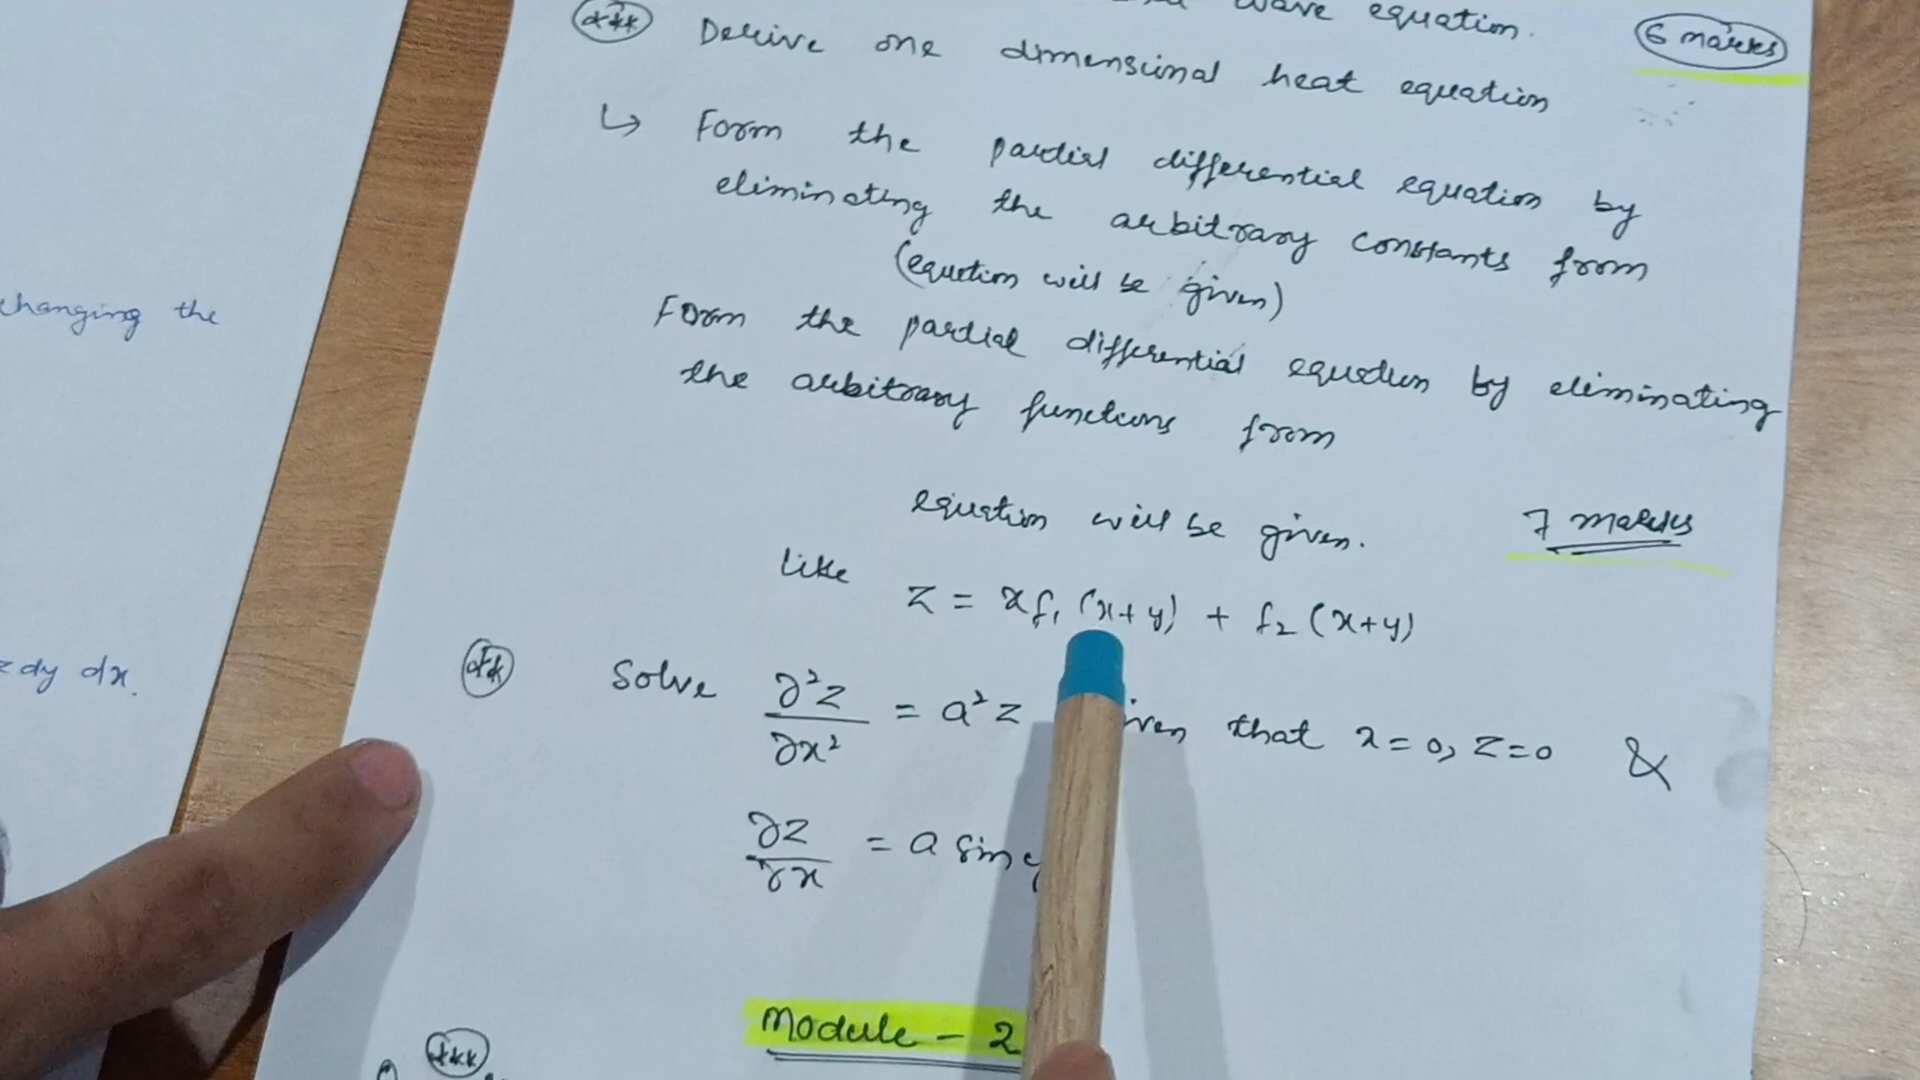 wave equation.
6 marks
*** Derive one dimensional heat equation
↳ Form the partial differential equation by
eliminating the arbitrary constants from
(equation will be given)
Form the partial differential equation by eliminating
the arbitrary functions from
equation will be given.
7 marks
like z = x f₁ (x+y) + f₂ (x+y)
** Solve ∂²z/∂x² = a²z that x=0, z=0 &
∂z/∂x = a sin y
Module - 2
***
changing the
dy dx.